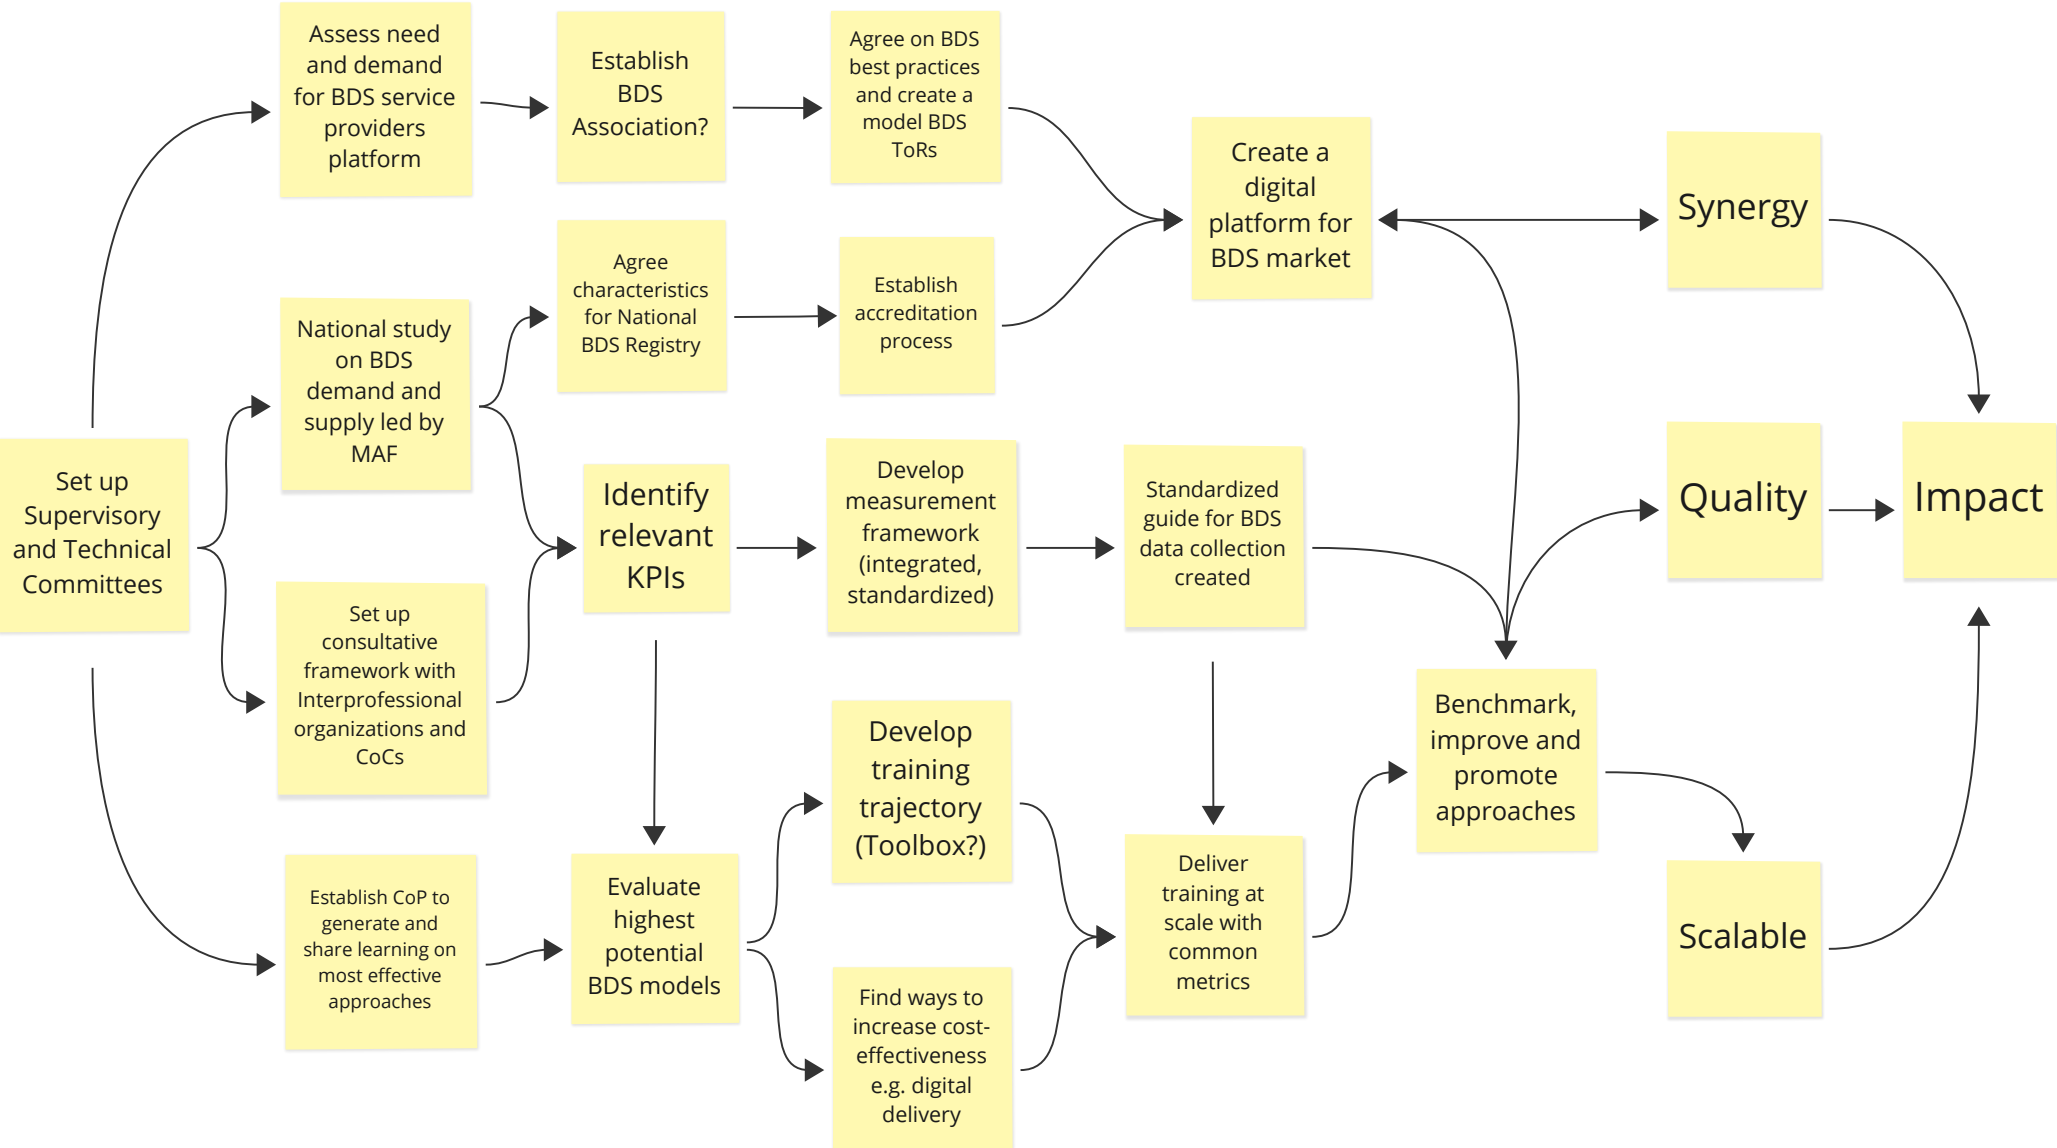 Assess need
and demand
for BDS service
providers
platform
Establish
BDS
Association?
Agree on BDS
best practices
and create a
model BDS
ToRs
Create a
digital
platform for
BDS market
Synergy
National study
on BDS
demand and
supply led by
MAF
Agree
characteristics
for National
BDS Registry
Establish
accreditation
process
Set up
Supervisory
and Technical
Committees
Identify
relevant
KPIs
Develop
measurement
framework
(integrated,
standardized)
Standardized
guide for BDS
data collection
created
Quality
Impact
Set up
consultative
framework with
Interprofessional
organizations and
CoCs
Develop
training
trajectory
(Toolbox?)
Benchmark,
improve and
promote
approaches
Establish CoP to
generate and
share learning on
most effective
approaches
Evaluate
highest
potential
BDS models
Deliver
training at
scale with
common
metrics
Scalable
Find ways to
increase cost-
effectiveness
e.g. digital
delivery